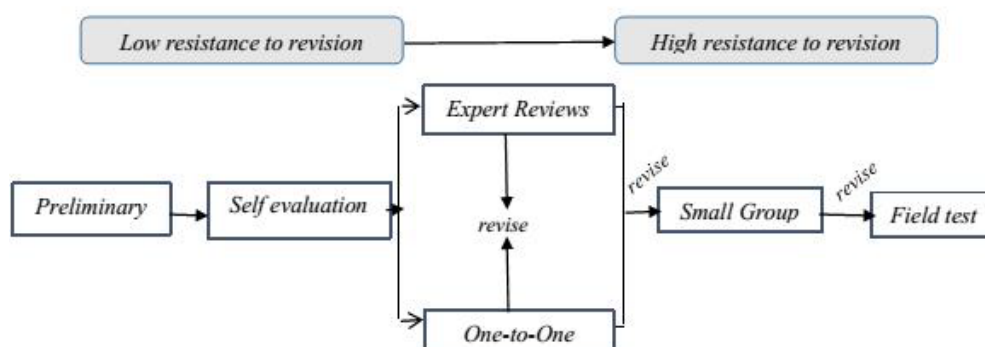 Low resistance to revision
High resistance to revision
Expert Reviews
Preliminary
Self evaluation
revise
revise
Small Group
revise
Field test
One-to-One